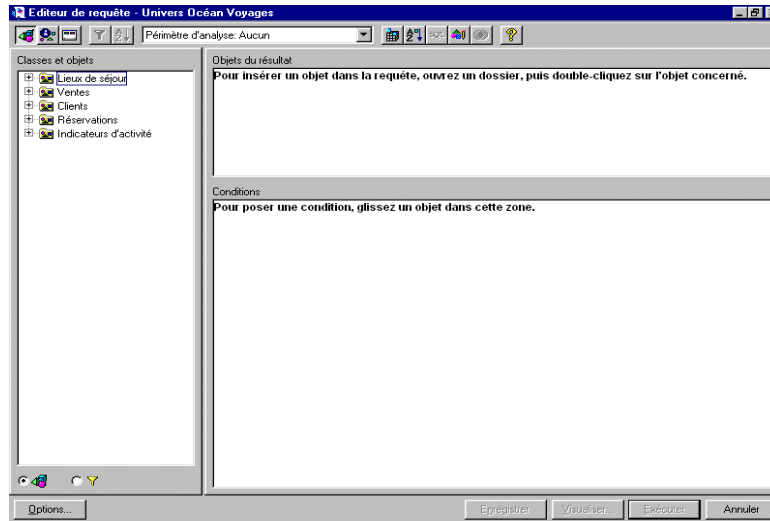 Editeur de requête - Univers Océan Voyages
Périmètre d'analyse: Aucun
SQL
Classes et objets
Lieux de séjour
Ventes
Clients
Réservations
Indicateurs d'activité
Objets du résultat
Pour insérer un objet dans la requête, ouvrez un dossier, puis double-cliquez sur l'objet concerné.
Conditions
Pour poser une condition, glissez un objet dans cette zone.
Options...
Enregistrer
Visualiser...
Exécuter
Annuler